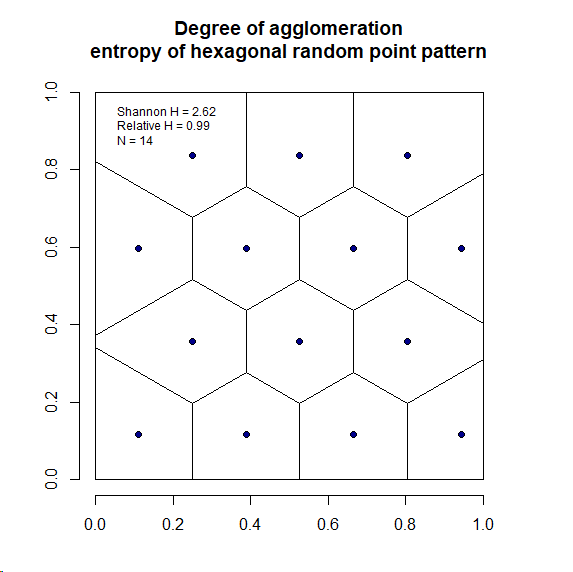 Degree of agglomeration
entropy of hexagonal random point pattern
Shannon H = 2.62
Relative H = 0.99
N = 14
1.0
0.8
0.6
0.4
0.2
0.0
0.0 0.2 0.4 0.6 0.8 1.0